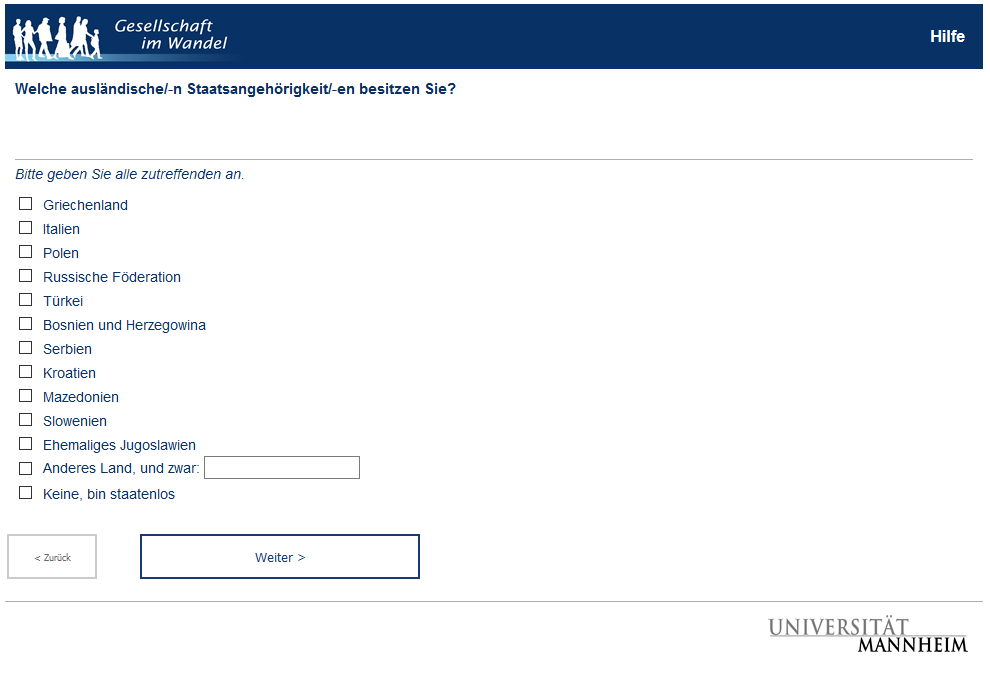 Gesellschaft
im Wandel
Hilfe
Welche ausländische/-n Staatsangehörigkeit/-en besitzen Sie?
Bitte geben Sie alle zutreffenden an.
Griechenland
Italien
Polen
Russische Föderation
Türkei
Bosnien und Herzegowina
Serbien
Kroatien
Mazedonien
Slowenien
Ehemaliges Jugoslawien
Anderes Land, und zwar:
Keine, bin staatenlos
< Zurück
Weiter >
UNIVERSITÄT
MANNHEIM